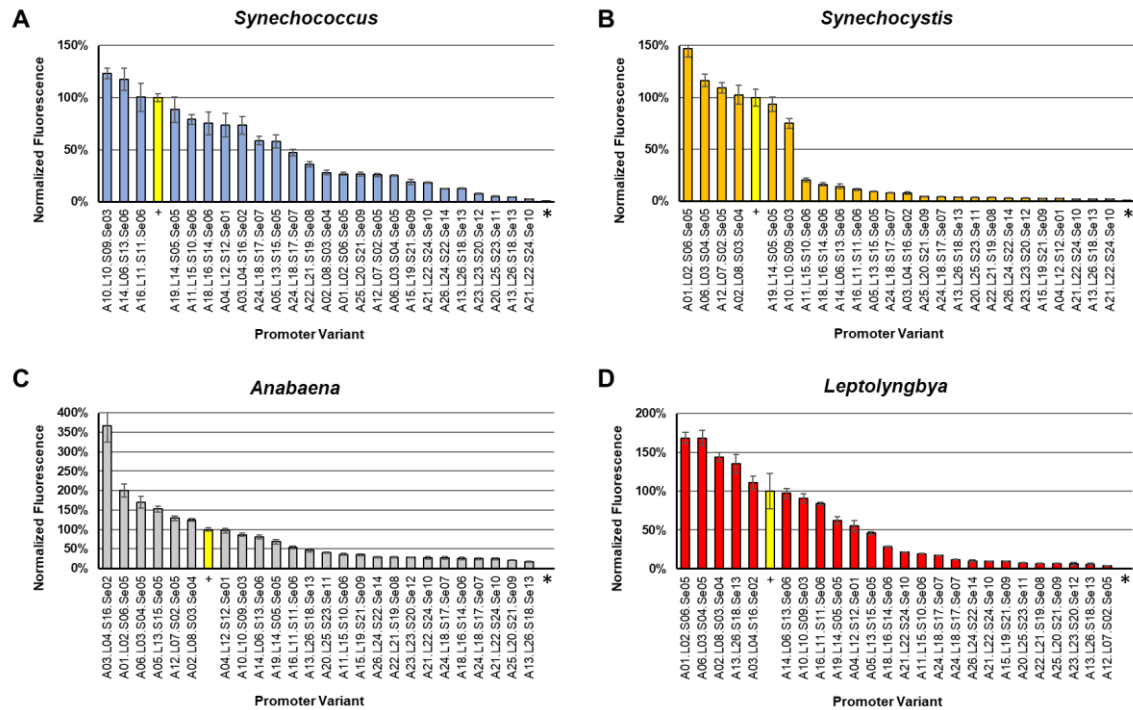 A
Synechococcus
Normalized Fluorescence
150%
100%
50%
0%
A10.L10.S09.Se03
A14.L06.S13.Se06
A16.L11.S11.Se06
+
A19.L14.S05.Se05
A11.L15.S10.Se06
A18.L16.S14.Se06
A04.L12.S12.Se01
A03.L04.S16.Se02
A24.L18.S17.Se07
A05.L13.S15.Se05
A24.L18.S17.Se07
A22.L21.S19.Se08
A02.L08.S03.Se04
A01.L02.S06.Se05
A25.L20.S21.Se09
A12.L07.S02.Se05
A06.L03.S04.Se05
A15.L19.S21.Se09
A21.L22.S24.Se10
A26.L24.S22.Se14
A13.L26.S18.Se13
A23.L23.S20.Se12
A20.L25.S23.Se11
A13.L26.S18.Se13
A21.L22.S24.Se10
*
Promoter Variant
B
Synechocystis
Normalized Fluorescence
150%
100%
50%
0%
A01.L02.S06.Se05
A06.L03.S04.Se05
A12.L07.S02.Se05
A02.L08.S03.Se04
+
A19.L14.S05.Se05
A10.L10.S09.Se03
A11.L15.S10.Se06
A18.L16.S14.Se06
A14.L06.S13.Se06
A16.L11.S11.Se06
A05.L13.S15.Se05
A24.L18.S17.Se07
A03.L04.S16.Se02
A25.L20.S21.Se09
A24.L18.S17.Se07
A13.L26.S18.Se13
A20.L25.S23.Se11
A22.L21.S19.Se08
A26.L24.S22.Se14
A23.L23.S20.Se12
A15.L19.S21.Se09
A04.L12.S12.Se01
A21.L22.S24.Se10
A13.L26.S18.Se13
A21.L22.S24.Se10
*
Promoter Variant
C
Anabaena
Normalized Fluorescence
400%
350%
300%
250%
200%
150%
100%
50%
0%
A03.L04.S16.Se02
A01.L02.S06.Se05
A06.L03.S04.Se05
A05.L13.S15.Se05
A12.L07.S02.Se05
A02.L08.S03.Se04
+
A04.L12.S12.Se01
A10.L10.S09.Se03
A14.L06.S13.Se06
A19.L14.S05.Se05
A16.L11.S11.Se06
A13.L26.S18.Se13
A20.L25.S23.Se11
A11.L15.S10.Se06
A15.L19.S21.Se09
A26.L24.S22.Se14
A22.L21.S19.Se08
A23.L23.S20.Se12
A21.L22.S24.Se10
A24.L18.S17.Se07
A18.L16.S14.Se06
A24.L18.S17.Se07
A21.L22.S24.Se10
A25.L20.S21.Se09
A13.L26.S18.Se13
*
Promoter Variant
D
Leptolyngbya
Normalized Fluorescence
200%
150%
100%
50%
0%
A01.L02.S06.Se05
A06.L03.S04.Se05
A02.L08.S03.Se04
A13.L26.S18.Se13
A03.L04.S16.Se02
+
A14.L06.S13.Se06
A10.L10.S09.Se03
A16.L11.S11.Se06
A19.L14.S05.Se05
A04.L12.S12.Se01
A05.L13.S15.Se05
A18.L16.S14.Se06
A21.L22.S24.Se10
A11.L15.S10.Se06
A24.L18.S17.Se07
A24.L18.S17.Se07
A26.L24.S22.Se14
A21.L22.S24.Se10
A15.L19.S21.Se09
A20.L25.S23.Se11
A22.L21.S19.Se08
A25.L20.S21.Se09
A23.L23.S20.Se12
A13.L26.S18.Se13
A12.L07.S02.Se05
*
Promoter Variant